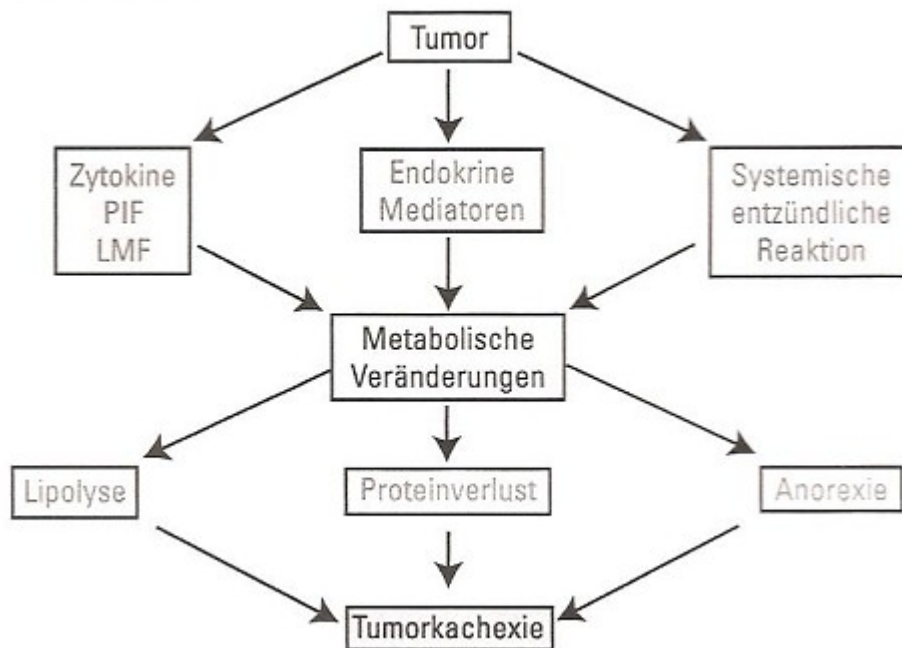 Tumor
Zytokine
PIF
LMF
Endokrine
Mediatoren
Systemische
entzündliche
Reaktion
Metabolische
Veränderungen
Lipolyse
Proteinverlust
Anorexie
Tumorkachexie